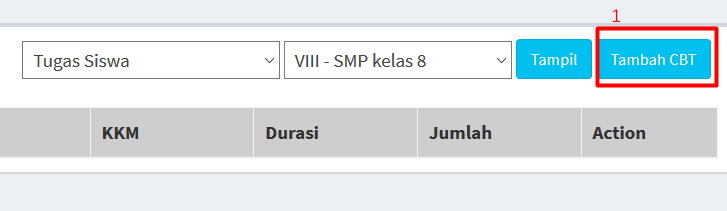 1
Tugas Siswa
VIII - SMP kelas 8
Tampil
Tambah CBT
KKM
Durasi
Jumlah
Action